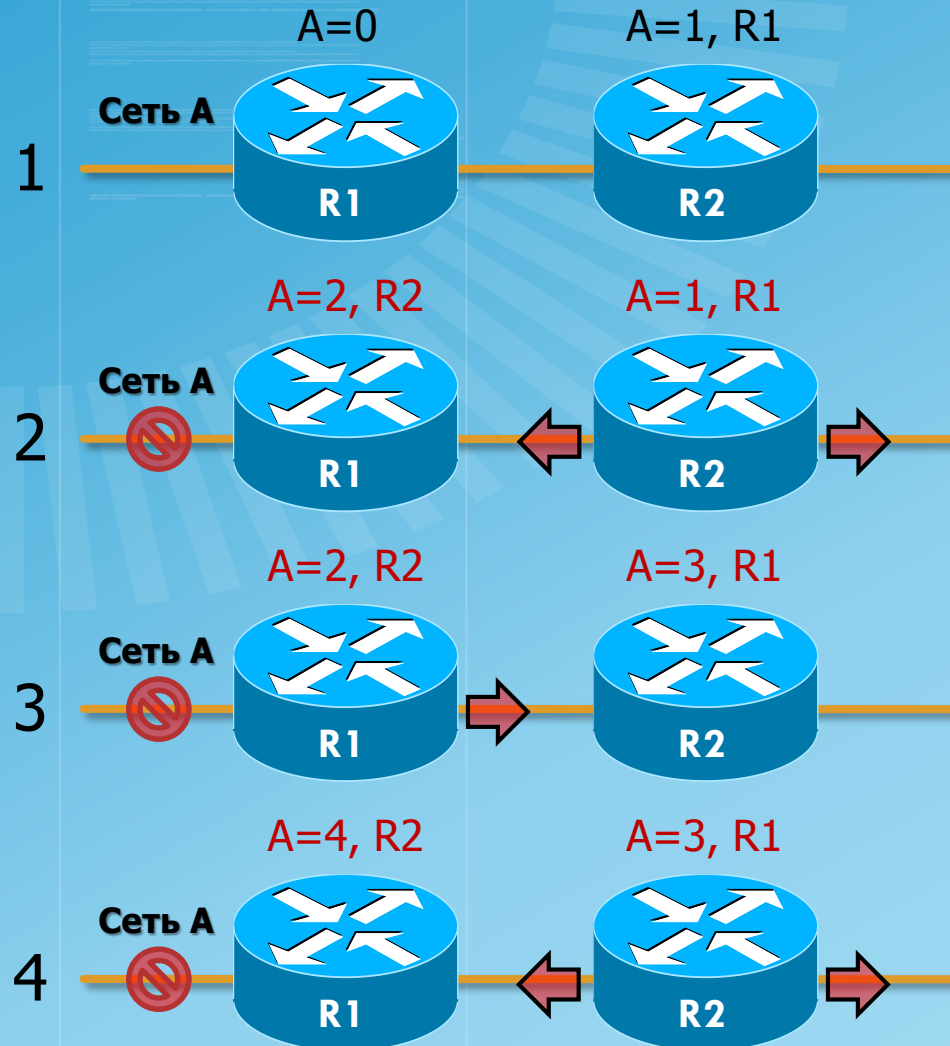 A=0 A=1, R1
Сеть А
1
R1 R2
A=2, R2 A=1, R1
Сеть А
2
R1 R2
A=2, R2 A=3, R1
Сеть А
3
R1 R2
A=4, R2 A=3, R1
Сеть А
4
R1 R2